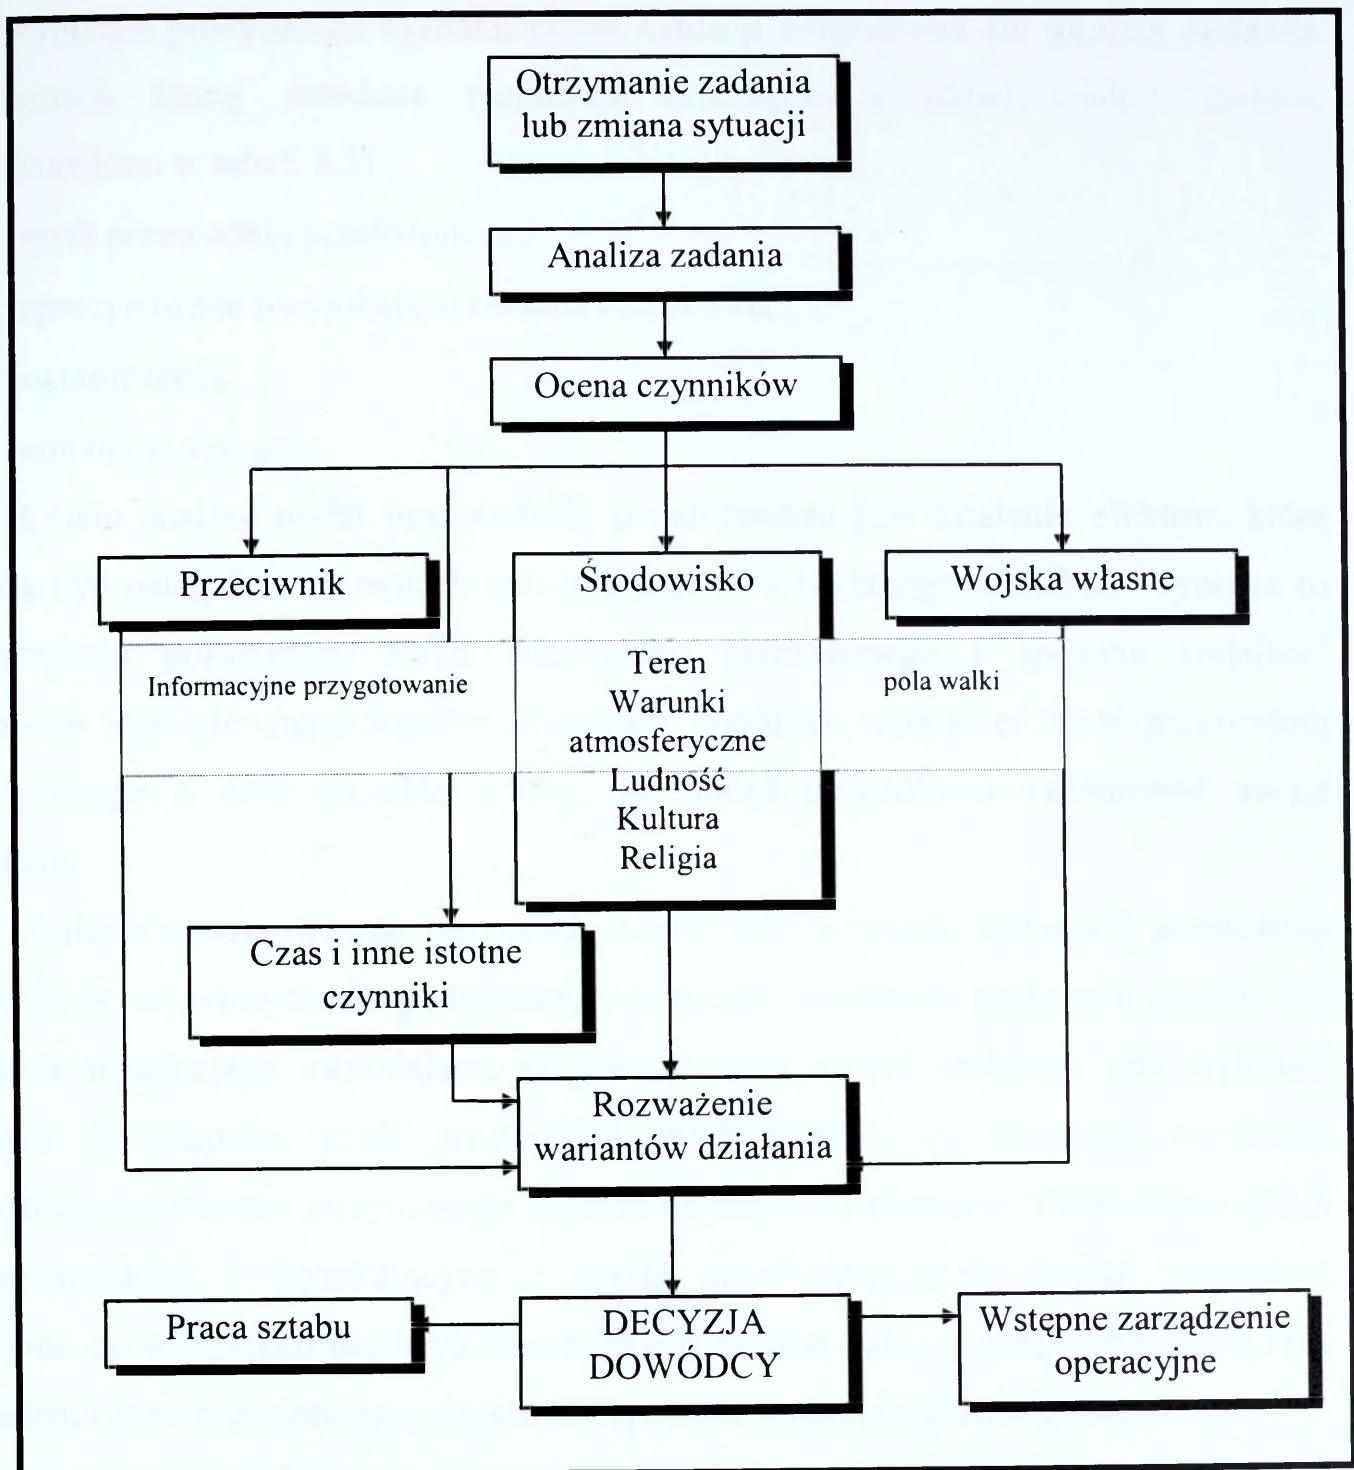 Otrzymanie zadania
lub zmiana sytuacji
Analiza zadania
Ocena czynników
Przeciwnik
Środowisko
Wojska własne
Informacyjne przygotowanie
pola walki
Teren
Warunki
atmosferyczne
Ludność
Kultura
Religia
Czas i inne istotne
czynniki
Rozważenie
wariantów działania
Praca sztabu
DECYZJA
DOWÓDCY
Wstępne zarządzenie
operacyjne